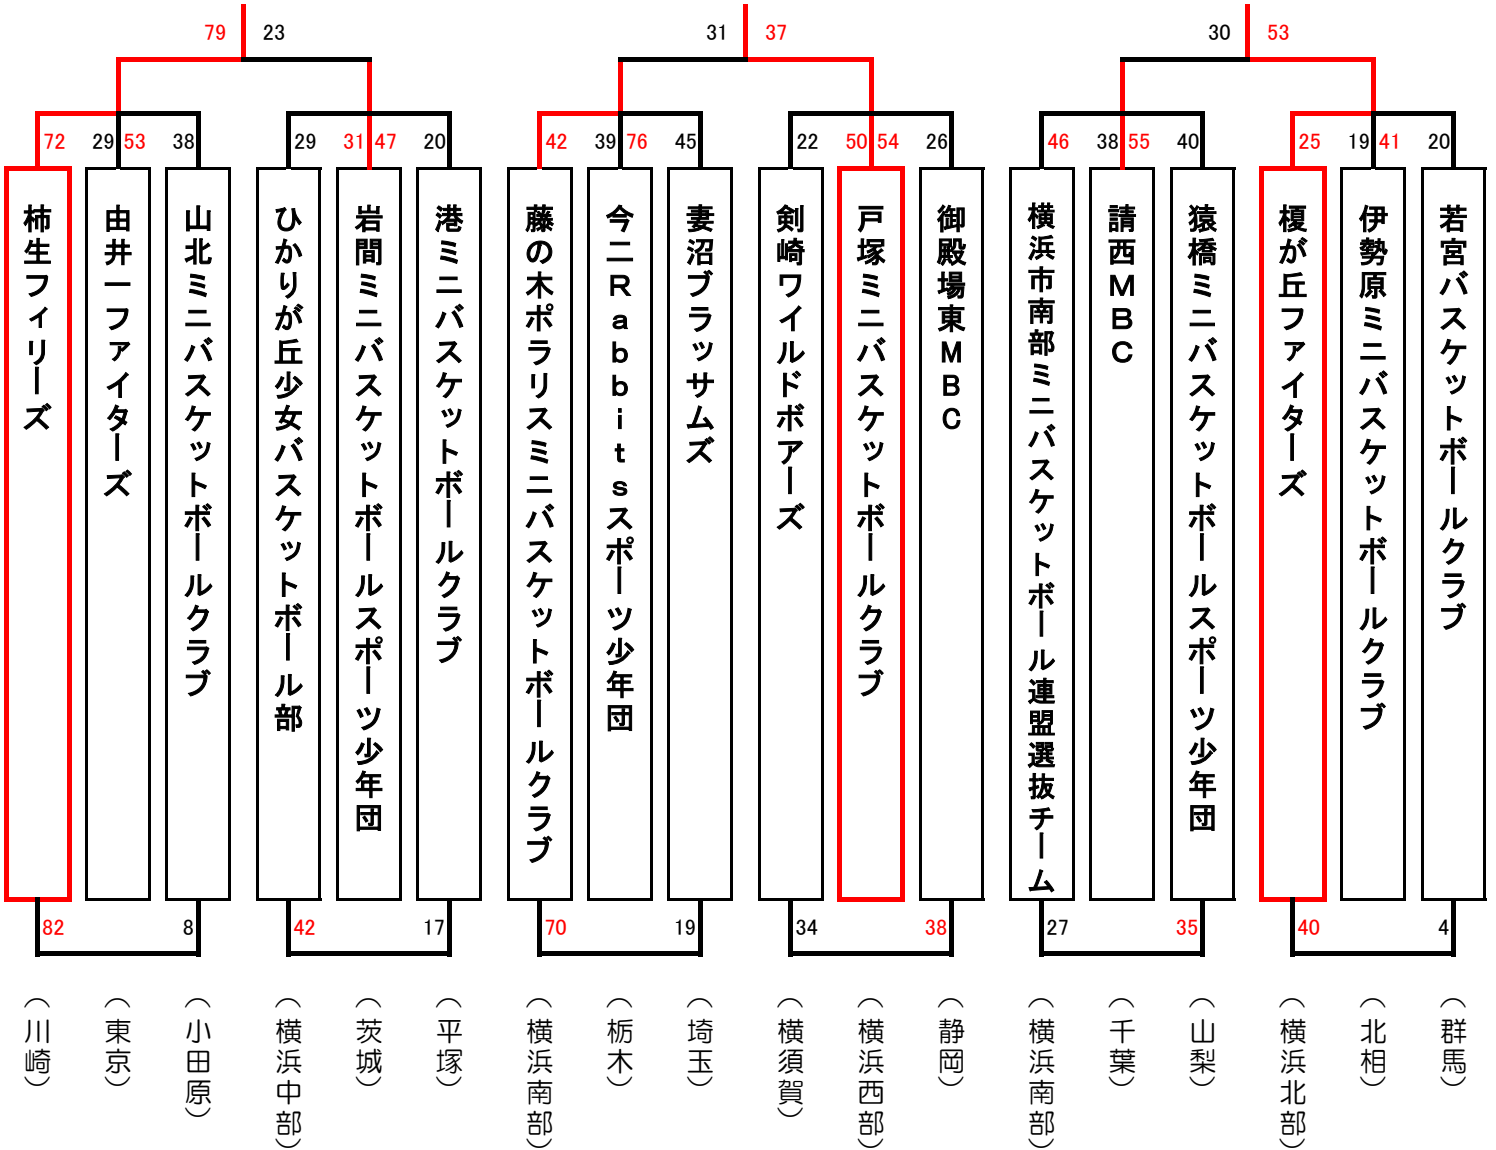 79 23 31 37 30 53
72 29 53 38 29 31 47 20 42 39 76 45 22 50 54 26 46 38 55 40 25 19 41 20
柿生フィリーズ
由井一ファイターズ
山北ミニバスケットボールクラブ
ひかりが丘少女バスケットボール部
岩間ミニバスケットボールスポーツ少年団
港ミニバスケットボールクラブ
藤の木ポラリスミニバスケットボールクラブ
今二Rabbitsスポーツ少年団
妻沼ブラッサムズ
剣崎ワイルドボアーズ
戸塚ミニバスケットボールクラブ
御殿場東MBC
横浜市南部ミニバスケットボール連盟選抜チーム
請西MBC
猿橋ミニバスケットボールスポーツ少年団
榎が丘ファイターズ
伊勢原ミニバスケットボールクラブ
若宮バスケットボールクラブ
82 8 42 17 70 19 34 38 27 35 40 4
（川崎）
（東京）
（小田原）
（横浜中部）
（茨城）
（平塚）
（横浜南部）
（栃木）
（埼玉）
（横須賀）
（横浜西部）
（静岡）
（横浜南部）
（千葉）
（山梨）
（横浜北部）
（北相）
（群馬）